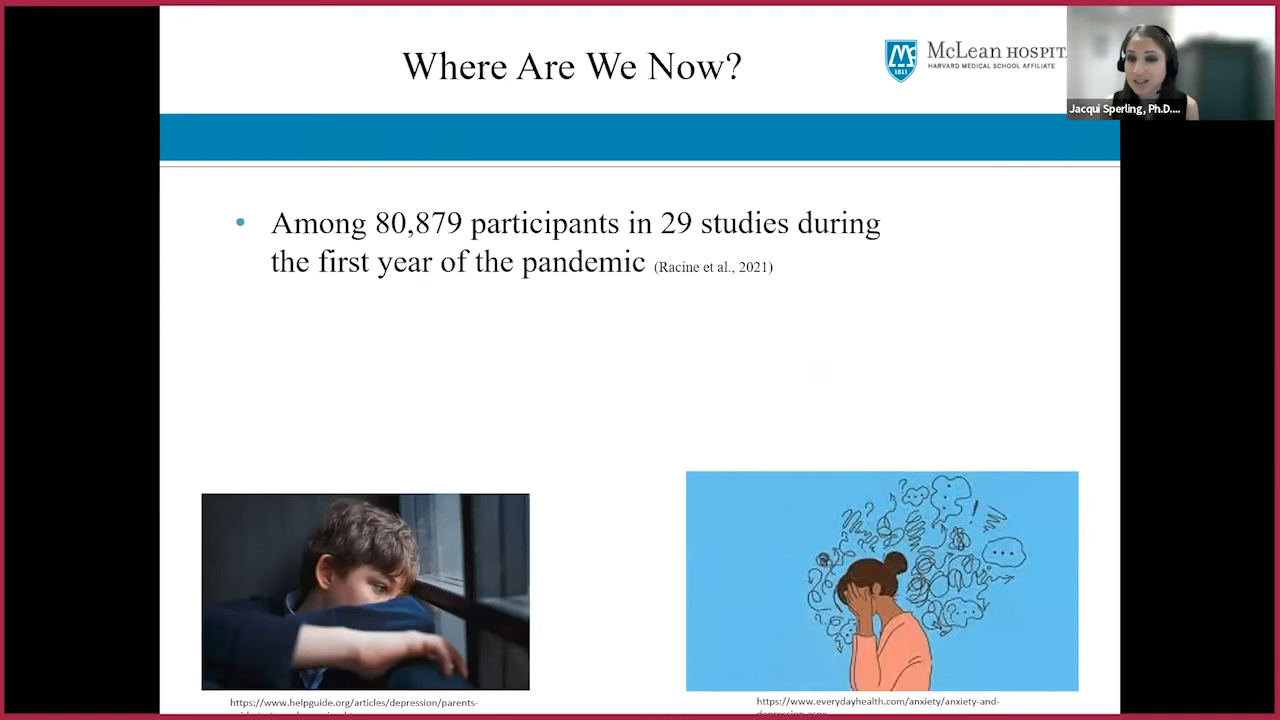 Where Are We Now?
McLean HOSPIT
HARVARD MEDICAL SCHOOL AFFILIATE
1811
Jacqui Sperling, Ph.D....
• Among 80,879 participants in 29 studies during
the first year of the pandemic (Racine et al., 2021)
https://www.helpguide.org/articles/depression/parents-
https://www.everydayhealth.com/anxiety/anxiety-and-
depression.aspx